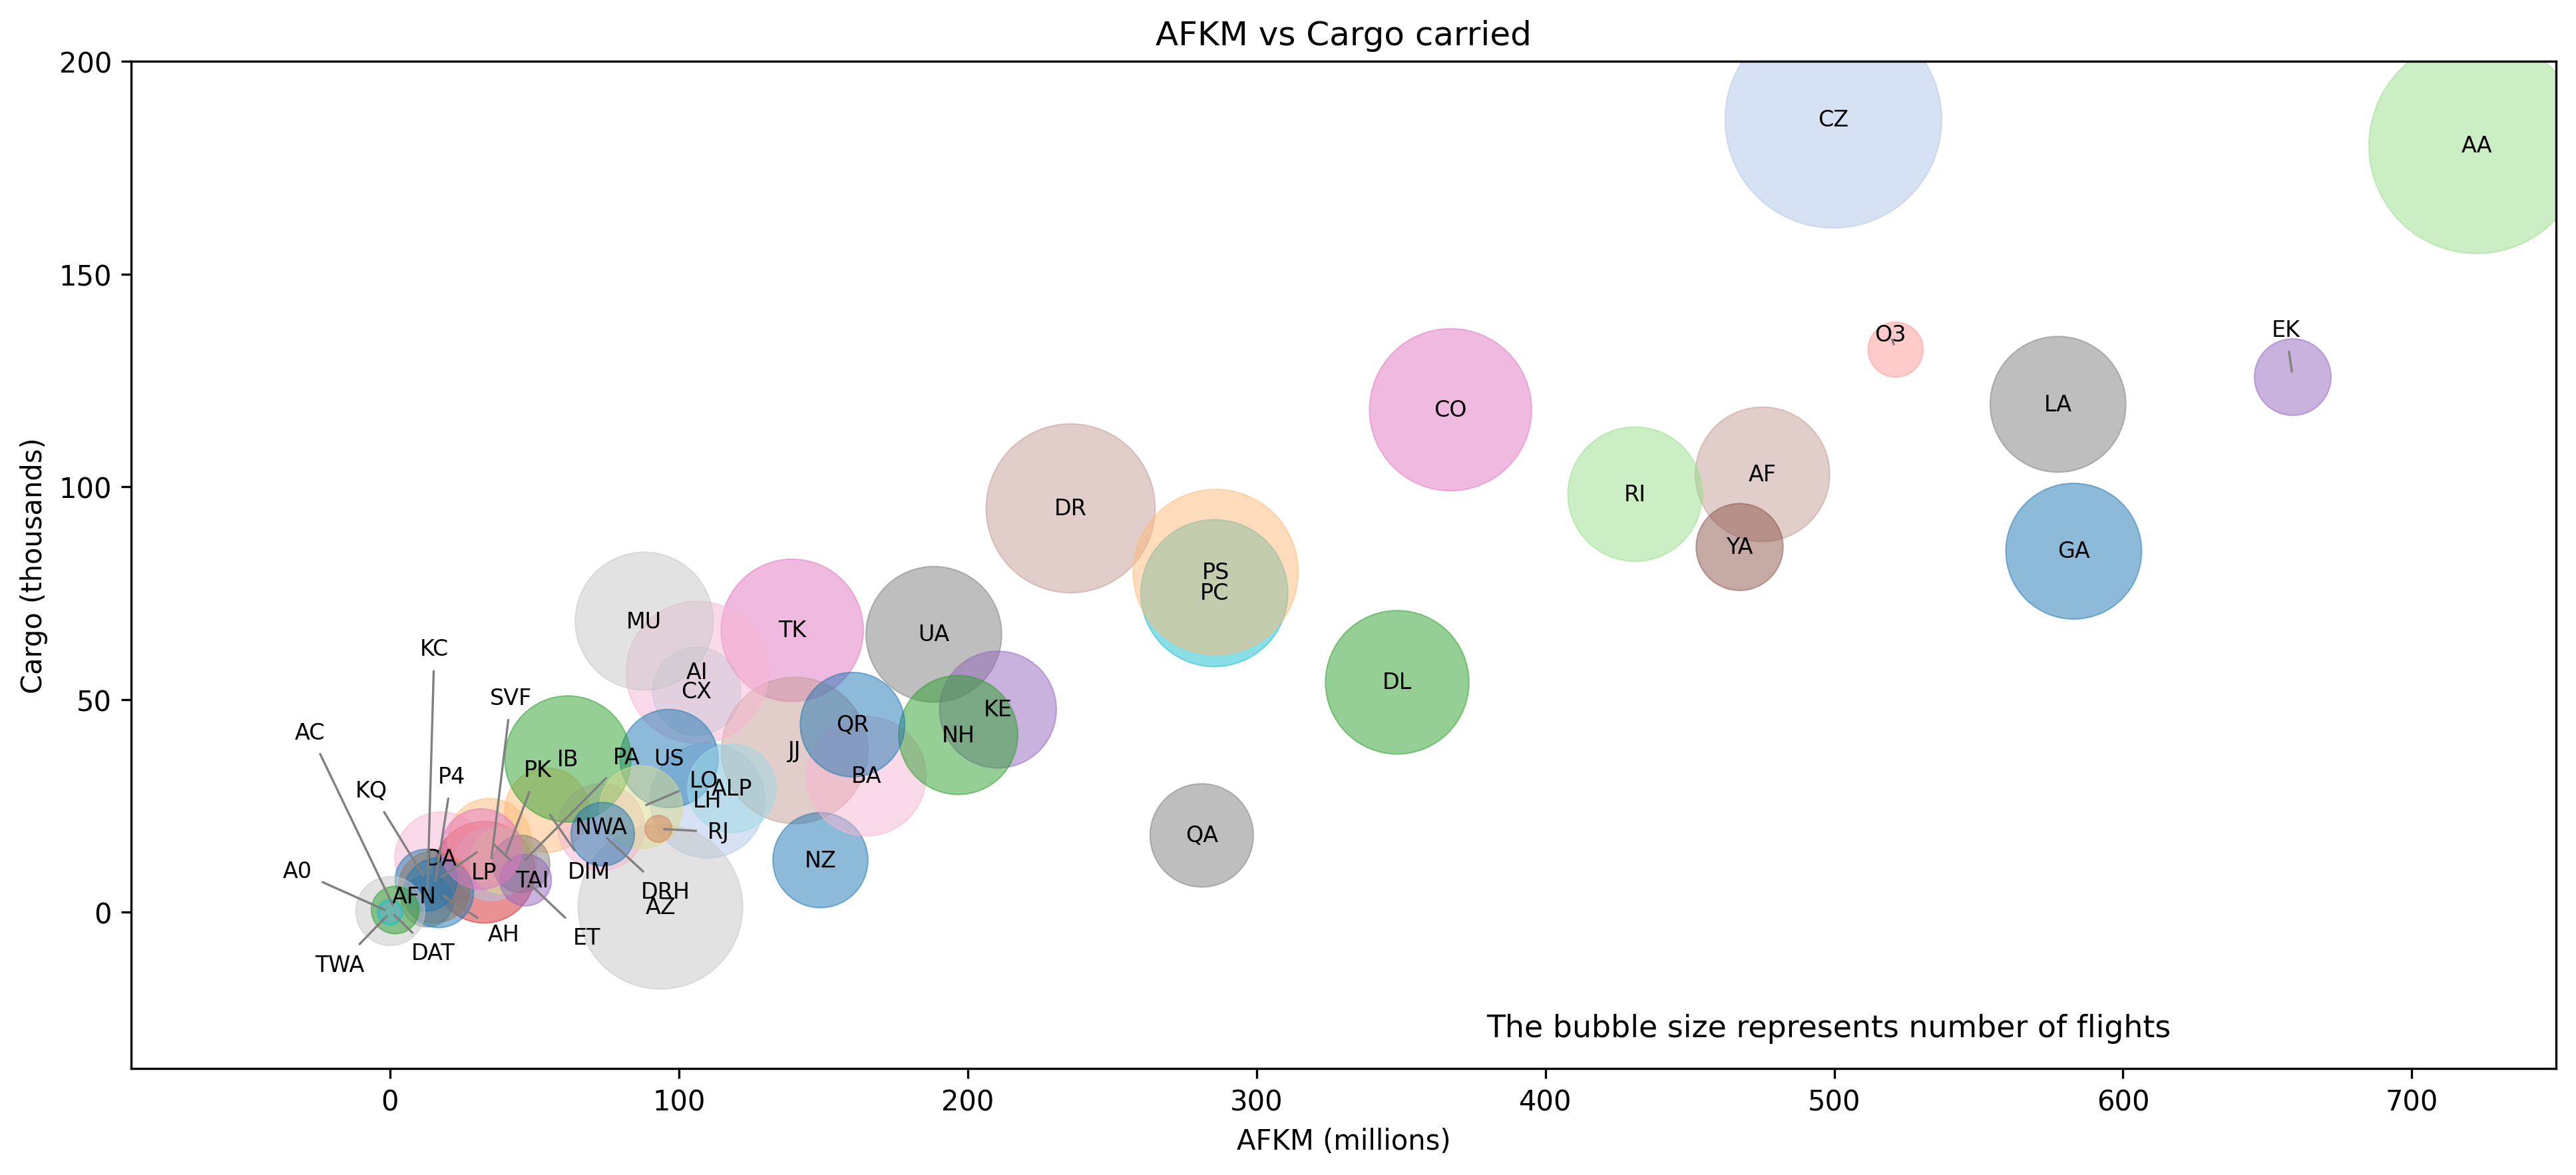 AFKM vs Cargo carried
200
150
100
50
0
Cargo (thousands)
CZ
AA
O3
EK
CO
LA
DR
RI
AF
YA
GA
PS
PC
MU
TK
UA
KC
AI
CX
DL
SVF
KE
AC
QR
NH
PA
US
IB
JJ
PK
P4
KQ
LO
ALP
BA
LH
NWA
RJ
QA
NZ
LP
TAI
DIM
A0
AFN
DRH
AZ
AH
ET
DAT
TWA
The bubble size represents number of flights
0 100 200 300 400 500 600 700
AFKM (millions)